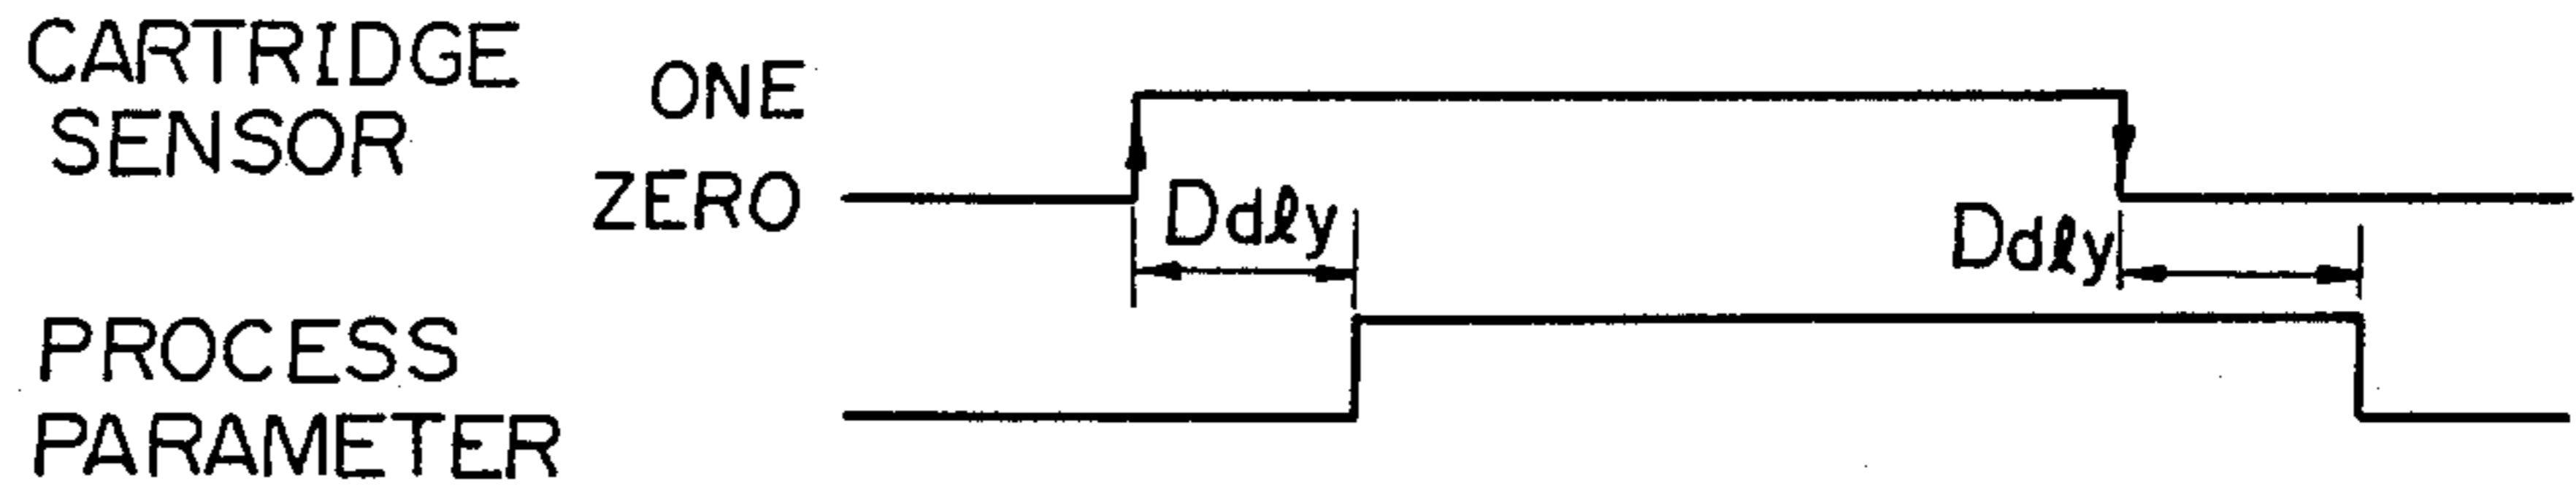 CARTRIDGE
SENSOR
ONE
ZERO
Ddly
Ddly
PROCESS
PARAMETER